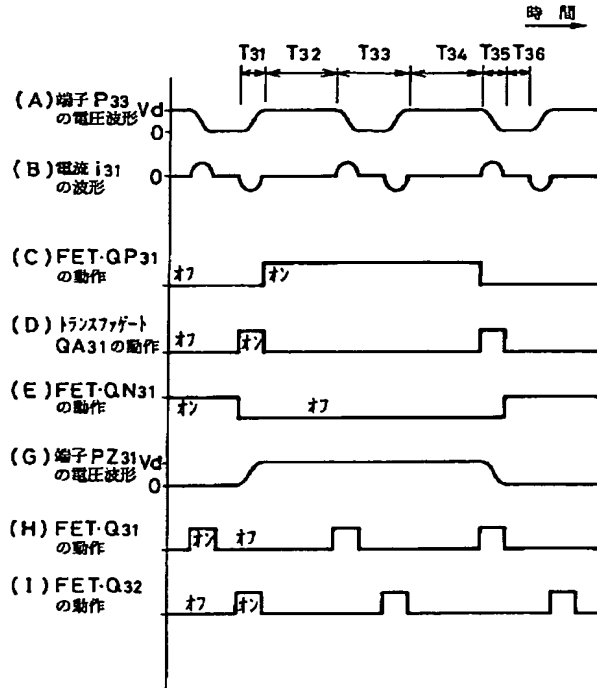 時 間
T31 T32 T33 T34 T35 T36
(A) 端子 P33 Vd
の電圧波形 0
(B) 電流 i31 0
の波形
(C) FET・QP31 オフ オン
の動作
(D) トランスファゲート オフ オン
QA31の動作
(E) FET・QN31 オン オフ
の動作
(G) 端子 PZ31 Vd
の電圧波形 0
(H) FET・Q31 オン オフ
の動作
(I) FET・Q32 オフ オン
の動作